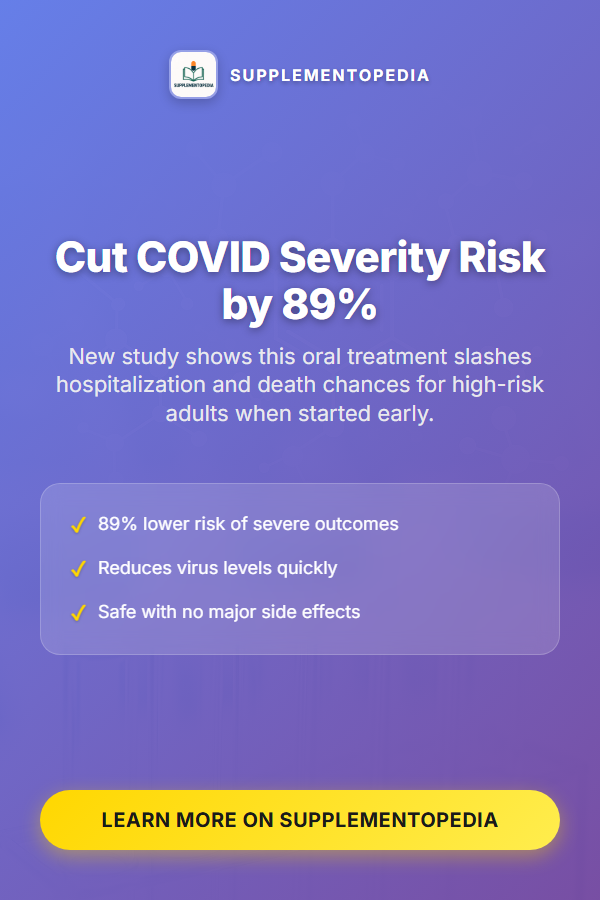 SUPPLEMENTOPEDIA
SUPPLEMENTOPEDIA
Cut COVID Severity Risk
by 89%
New study shows this oral treatment slashes
hospitalization and death chances for high-risk
adults when started early.
✓ 89% lower risk of severe outcomes
✓ Reduces virus levels quickly
✓ Safe with no major side effects
LEARN MORE ON SUPPLEMENTOPEDIA